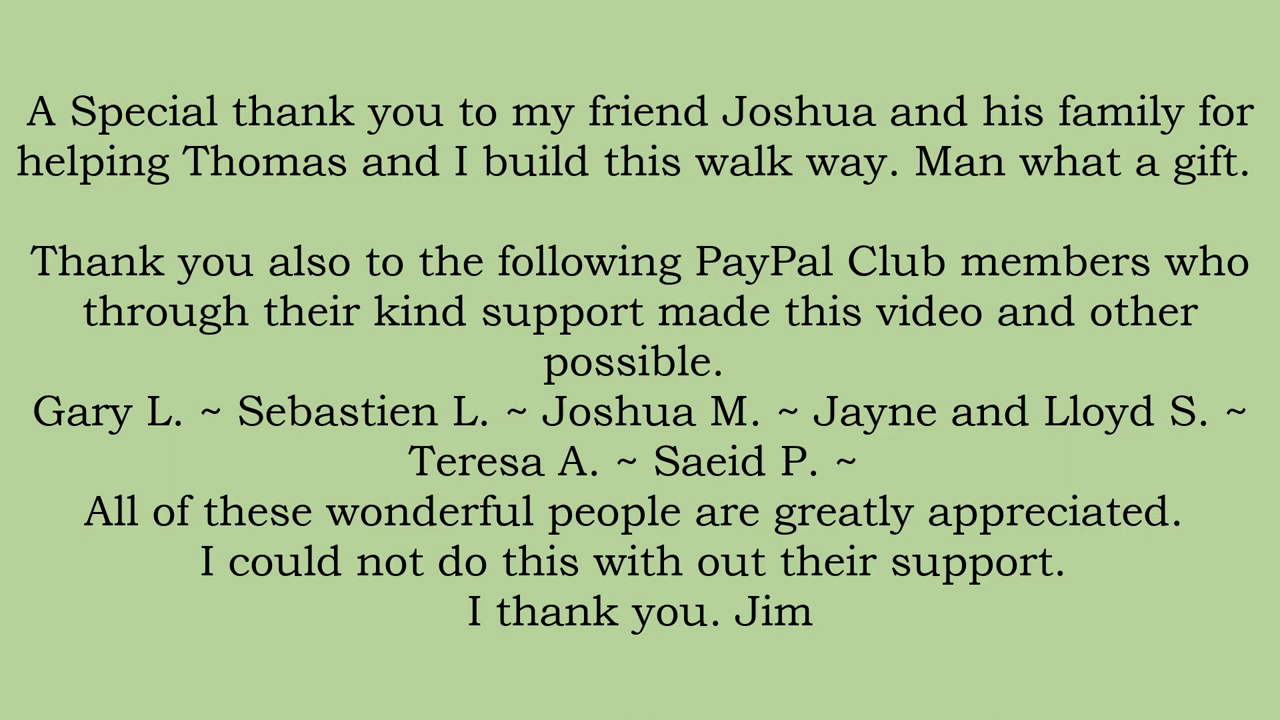 A Special thank you to my friend Joshua and his family for
helping Thomas and I build this walk way. Man what a gift.
Thank you also to the following PayPal Club members who
through their kind support made this video and other
possible.
Gary L. ~ Sebastien L. ~ Joshua M. ~ Jayne and Lloyd S. ~
Teresa A. ~ Saeid P. ~
All of these wonderful people are greatly appreciated.
I could not do this with out their support.
I thank you. Jim